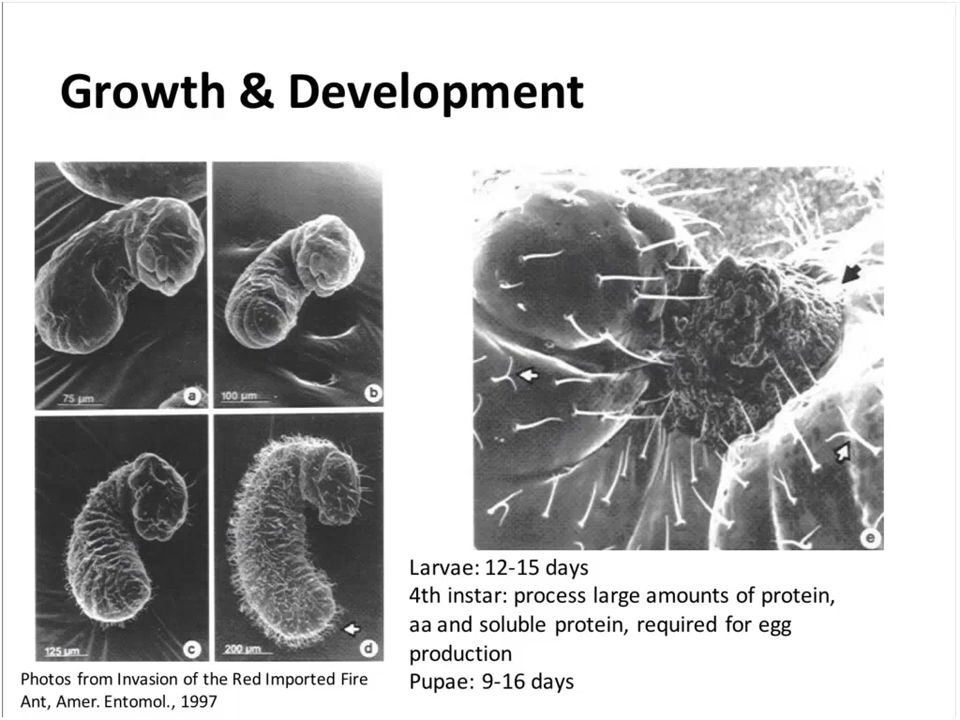 Growth & Development
a
75 µm
b
100 µm
c
125 µm
d
200 µm
e
Larvae: 12-15 days
4th instar: process large amounts of protein,
aa and soluble protein, required for egg
production
Pupae: 9-16 days
Photos from Invasion of the Red Imported Fire
Ant, Amer. Entomol., 1997